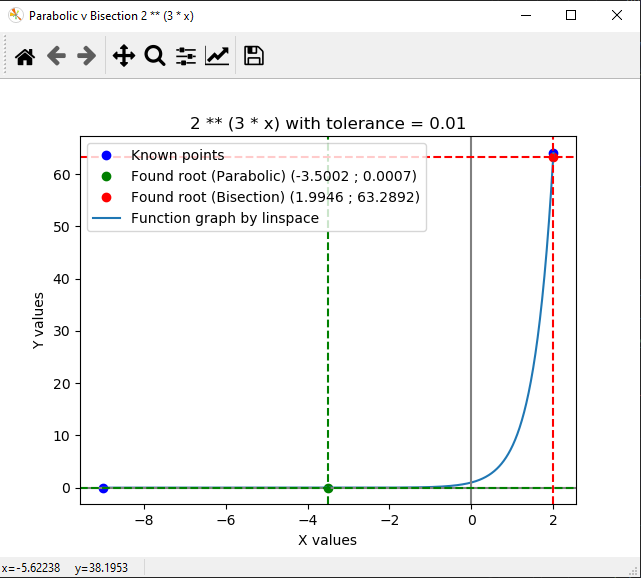 Parabolic v Bisection 2 ** (3 * x)
2 ** (3 * x) with tolerance = 0.01
Known points
Found root (Parabolic) (-3.5002 ; 0.0007)
Found root (Bisection) (1.9946 ; 63.2892)
Function graph by linspace
Y values
60
50
40
30
20
10
0
−8 −6 −4 −2 0 2
X values
x=-5.62238 y=38.1953